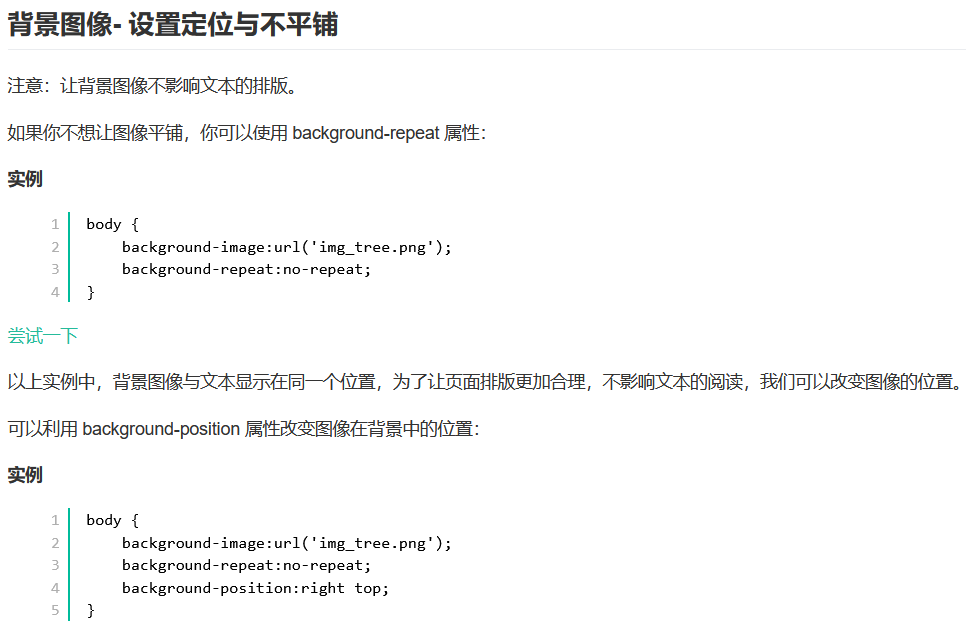 背景图像- 设置定位与不平铺
注意：让背景图像不影响文本的排版。
如果你不想让图像平铺，你可以使用 background-repeat 属性：
实例
1 body {
2     background-image:url('img_tree.png');
3     background-repeat:no-repeat;
4 }
尝试一下
以上实例中，背景图像与文本显示在同一个位置，为了让页面排版更加合理，不影响文本的阅读，我们可以改变图像的位置。
可以利用 background-position 属性改变图像在背景中的位置：
实例
1 body {
2     background-image:url('img_tree.png');
3     background-repeat:no-repeat;
4     background-position:right top;
5 }